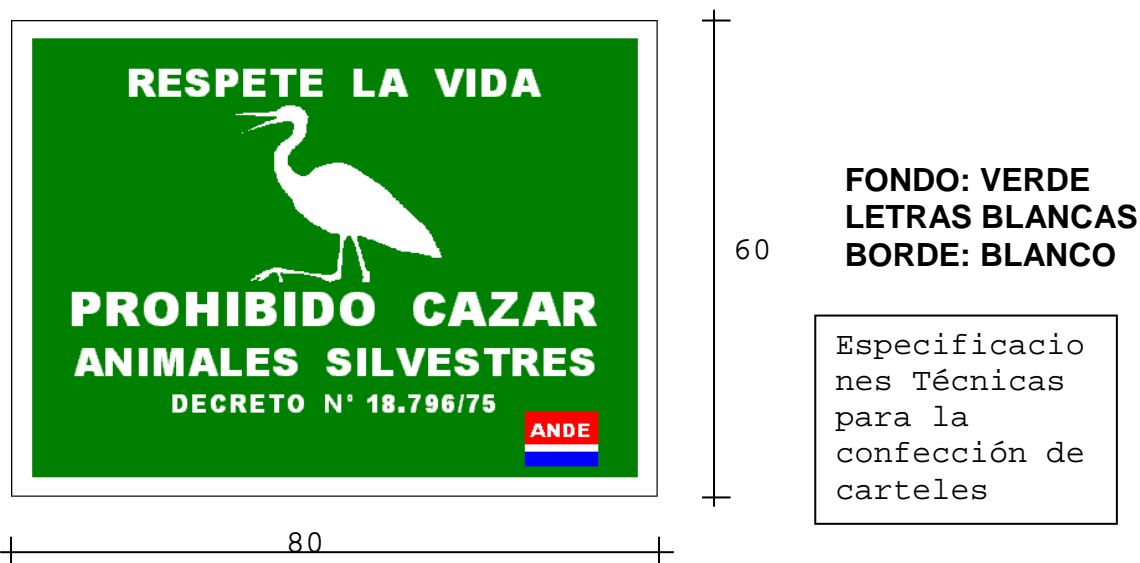 RESPETE LA VIDA
PROHIBIDO CAZAR
ANIMALES SILVESTRES
DECRETO N° 18.796/75
ANDE
80
60
FONDO: VERDE
LETRAS BLANCAS
BORDE: BLANCO
Especificacio
nes Técnicas
para la
confección de
carteles